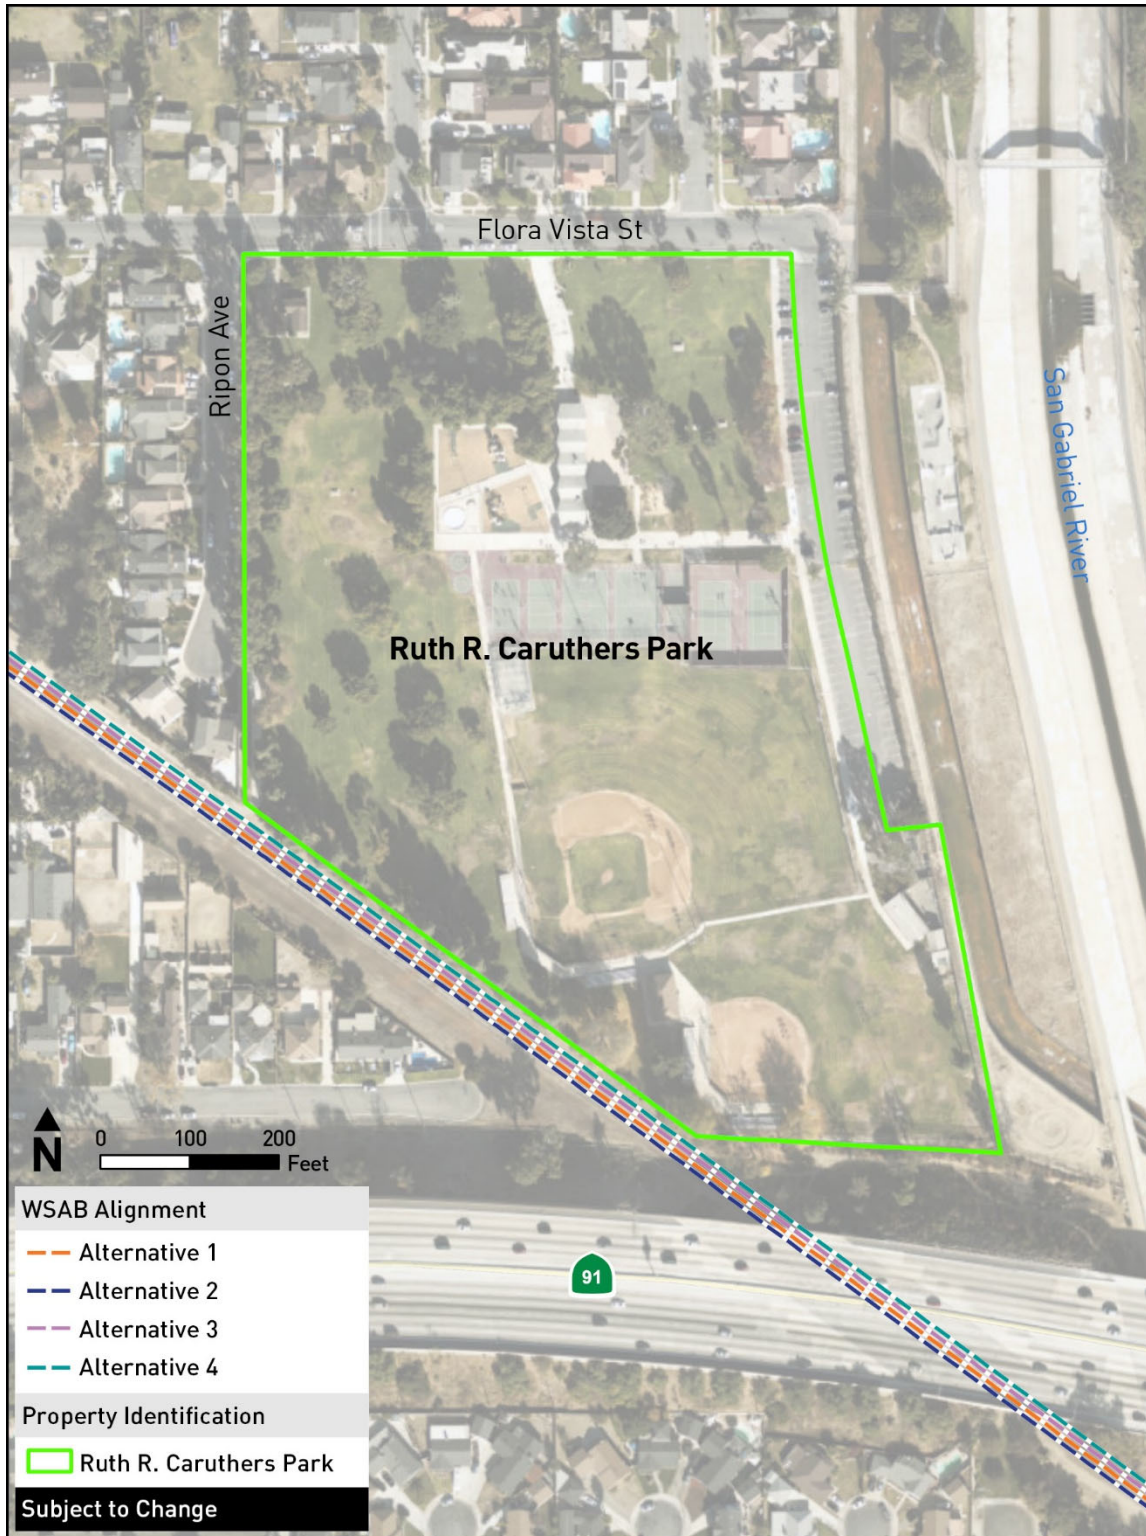 Flora Vista St
Ripon Ave
San Gabriel River
Ruth R. Caruthers Park
N
0 100 200
Feet
WSAB Alignment
Alternative 1
Alternative 2
Alternative 3
Alternative 4
Property Identification
Ruth R. Caruthers Park
Subject to Change
91